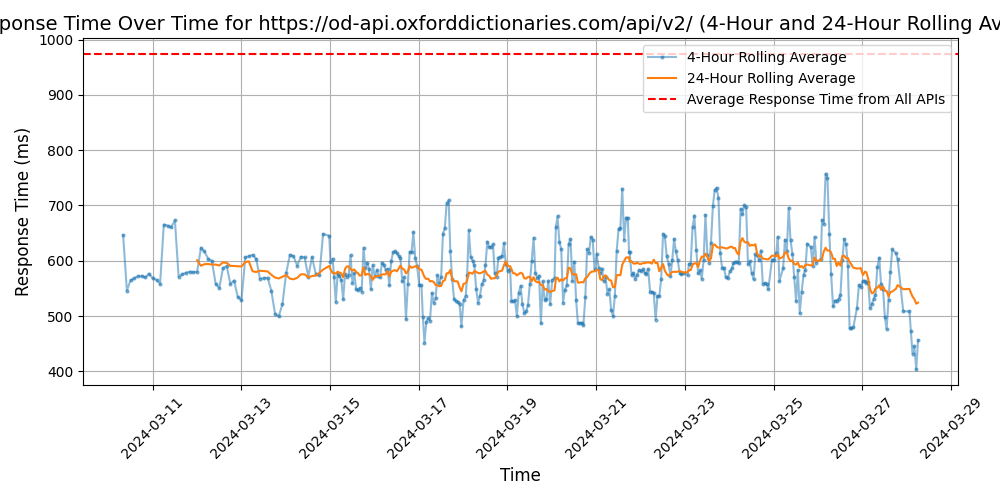 ponse Time Over Time for https://od-api.oxforddictionaries.com/api/v2/ (4-Hour and 24-Hour Rolling Av
4-Hour Rolling Average
24-Hour Rolling Average
Average Response Time from All APIs
Response Time (ms)
1000
900
800
700
600
500
400
2024-03-11
2024-03-13
2024-03-15
2024-03-17
2024-03-19
2024-03-21
2024-03-23
2024-03-25
2024-03-27
2024-03-29
Time